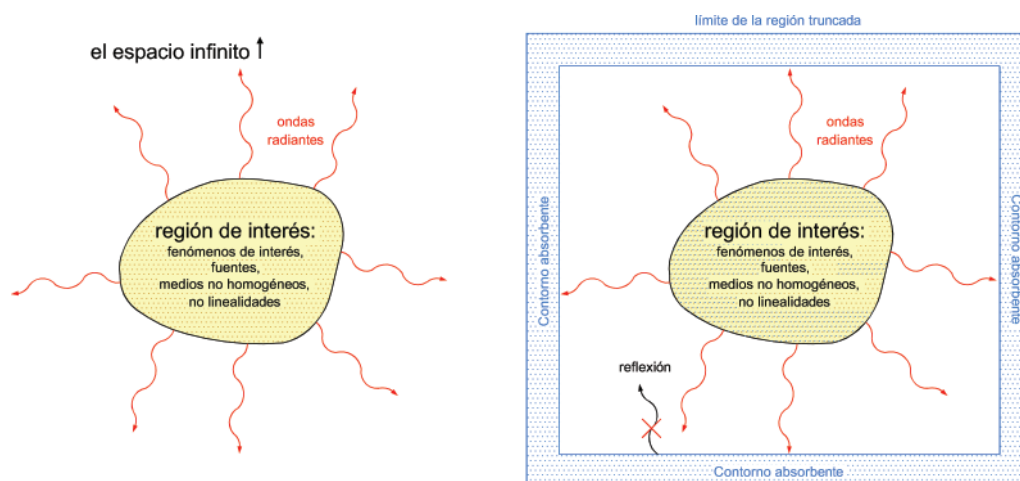 el espacio infinito
ondas
radiantes
región de interés:
fenómenos de interés,
fuentes,
medios no homogéneos,
no linealidades
límite de la región truncada
ondas
radiantes
Contorno absorbente
región de interés:
fenómenos de interés,
fuentes,
medios no homogéneos,
no linealidades
Contorno absorbente
reflexión
Contorno absorbente